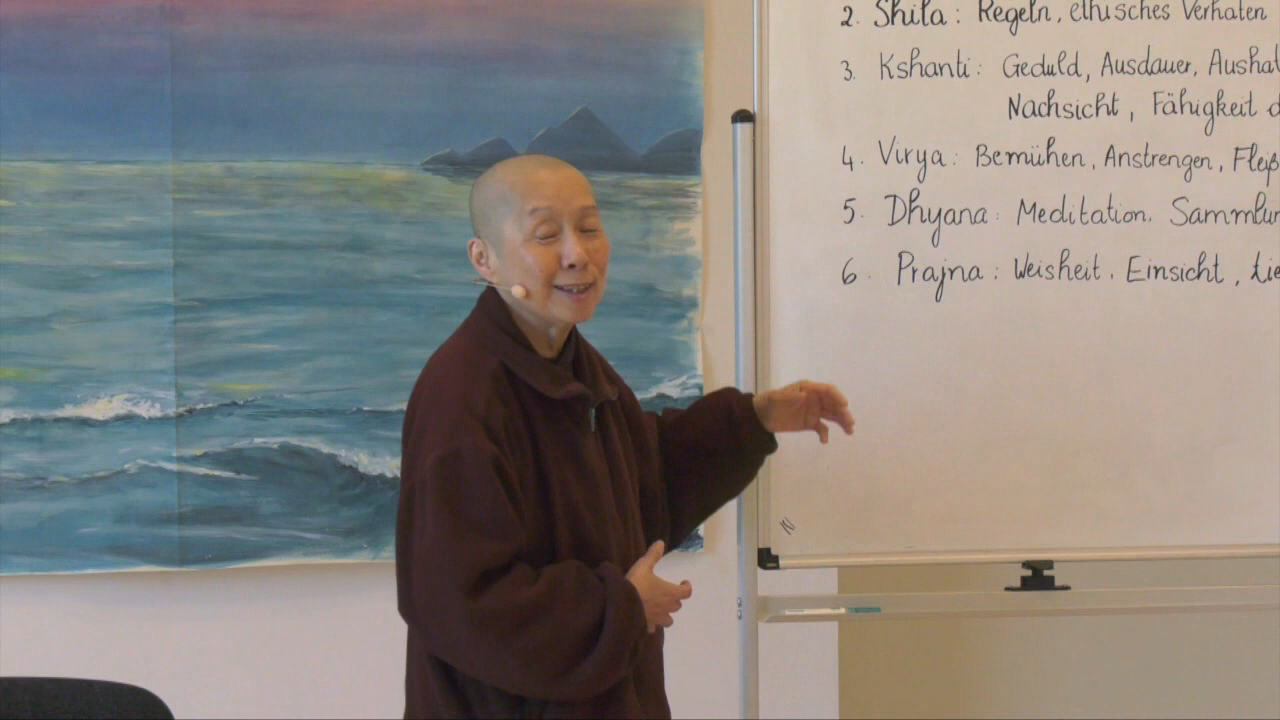 2. Shila: Regeln, ethisches Verhaten
3. Kshanti: Geduld, Ausdauer,
Nachsicht, Fähigkeit
4. Virya: Bemühen, Anstrengen,
5. Dhyana: Meditation.
6. Prajna: Weisheit. Einsicht,